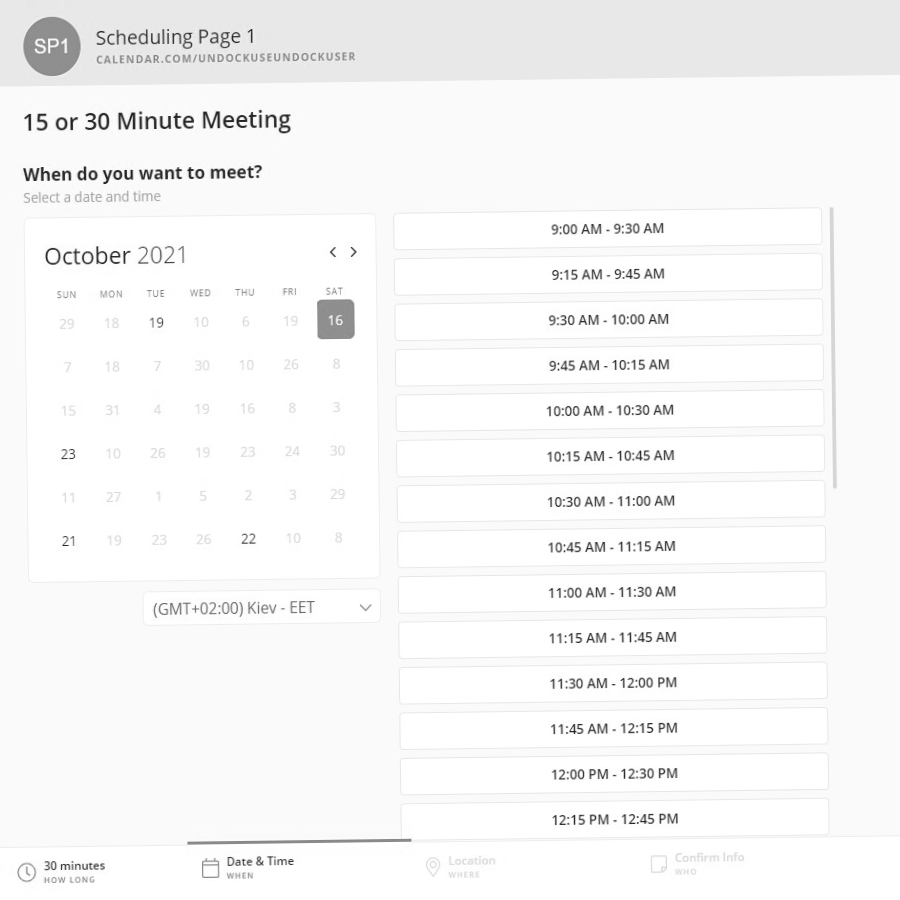 SP1
Scheduling Page 1
CALENDAR.COM/UNDOCKUSEUNDOCKUSER
15 or 30 Minute Meeting
When do you want to meet?
Select a date and time
October 2021
SUN MON TUE WED THU FRI SAT
29 18 19 10 6 19 16
7 18 7 30 10 26 8
15 31 4 19 16 8 3
23 10 26 19 23 24 30
11 27 1 5 2 3 29
21 19 23 26 22 10 8
(GMT+02:00) Kiev - EET
9:00 AM - 9:30 AM
9:15 AM - 9:45 AM
9:30 AM - 10:00 AM
9:45 AM - 10:15 AM
10:00 AM - 10:30 AM
10:15 AM - 10:45 AM
10:30 AM - 11:00 AM
10:45 AM - 11:15 AM
11:00 AM - 11:30 AM
11:15 AM - 11:45 AM
11:30 AM - 12:00 PM
11:45 AM - 12:15 PM
12:00 PM - 12:30 PM
12:15 PM - 12:45 PM
30 minutes
HOW LONG
Date & Time
WHEN
Location
WHERE
Confirm Info
WHO